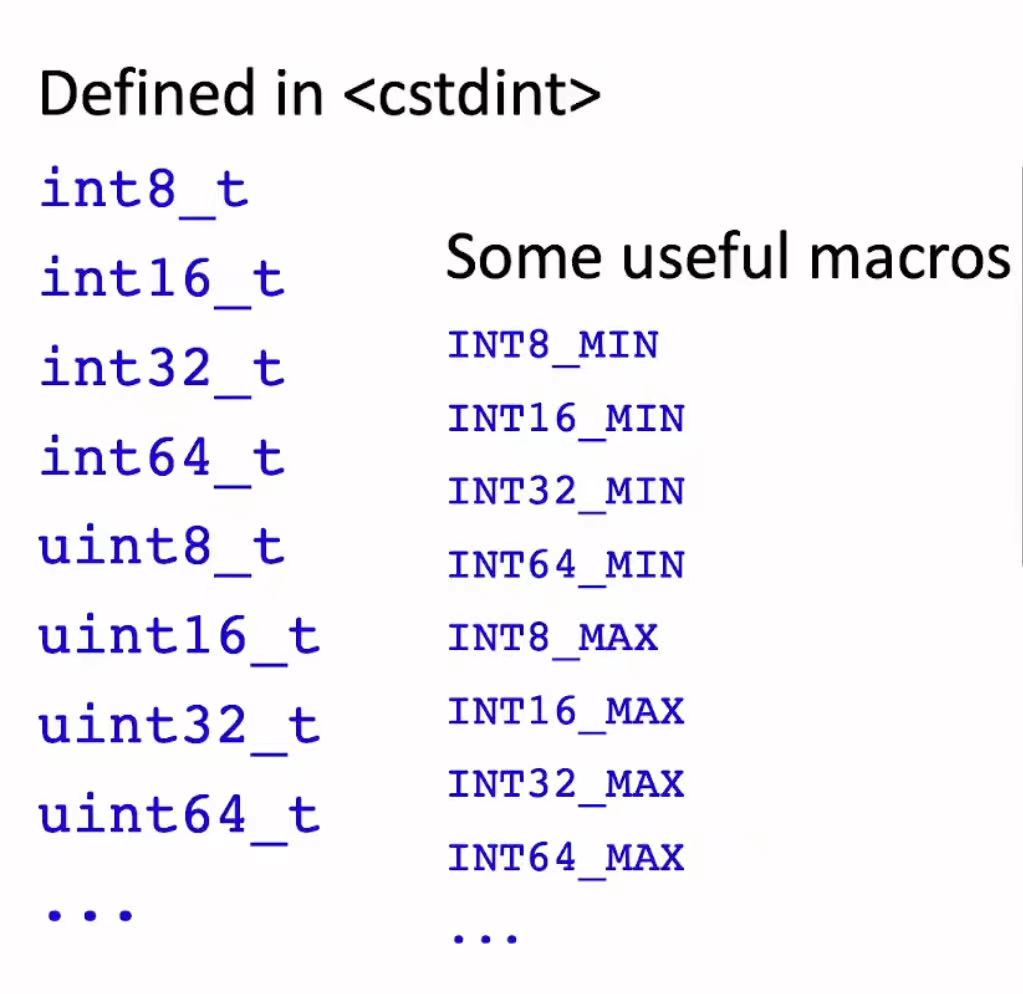 Defined in <cstdint>
int8_t
int16_t
int32_t
int64_t
uint8_t
uint16_t
uint32_t
uint64_t
...
Some useful macros
INT8_MIN
INT16_MIN
INT32_MIN
INT64_MIN
INT8_MAX
INT16_MAX
INT32_MAX
INT64_MAX
...